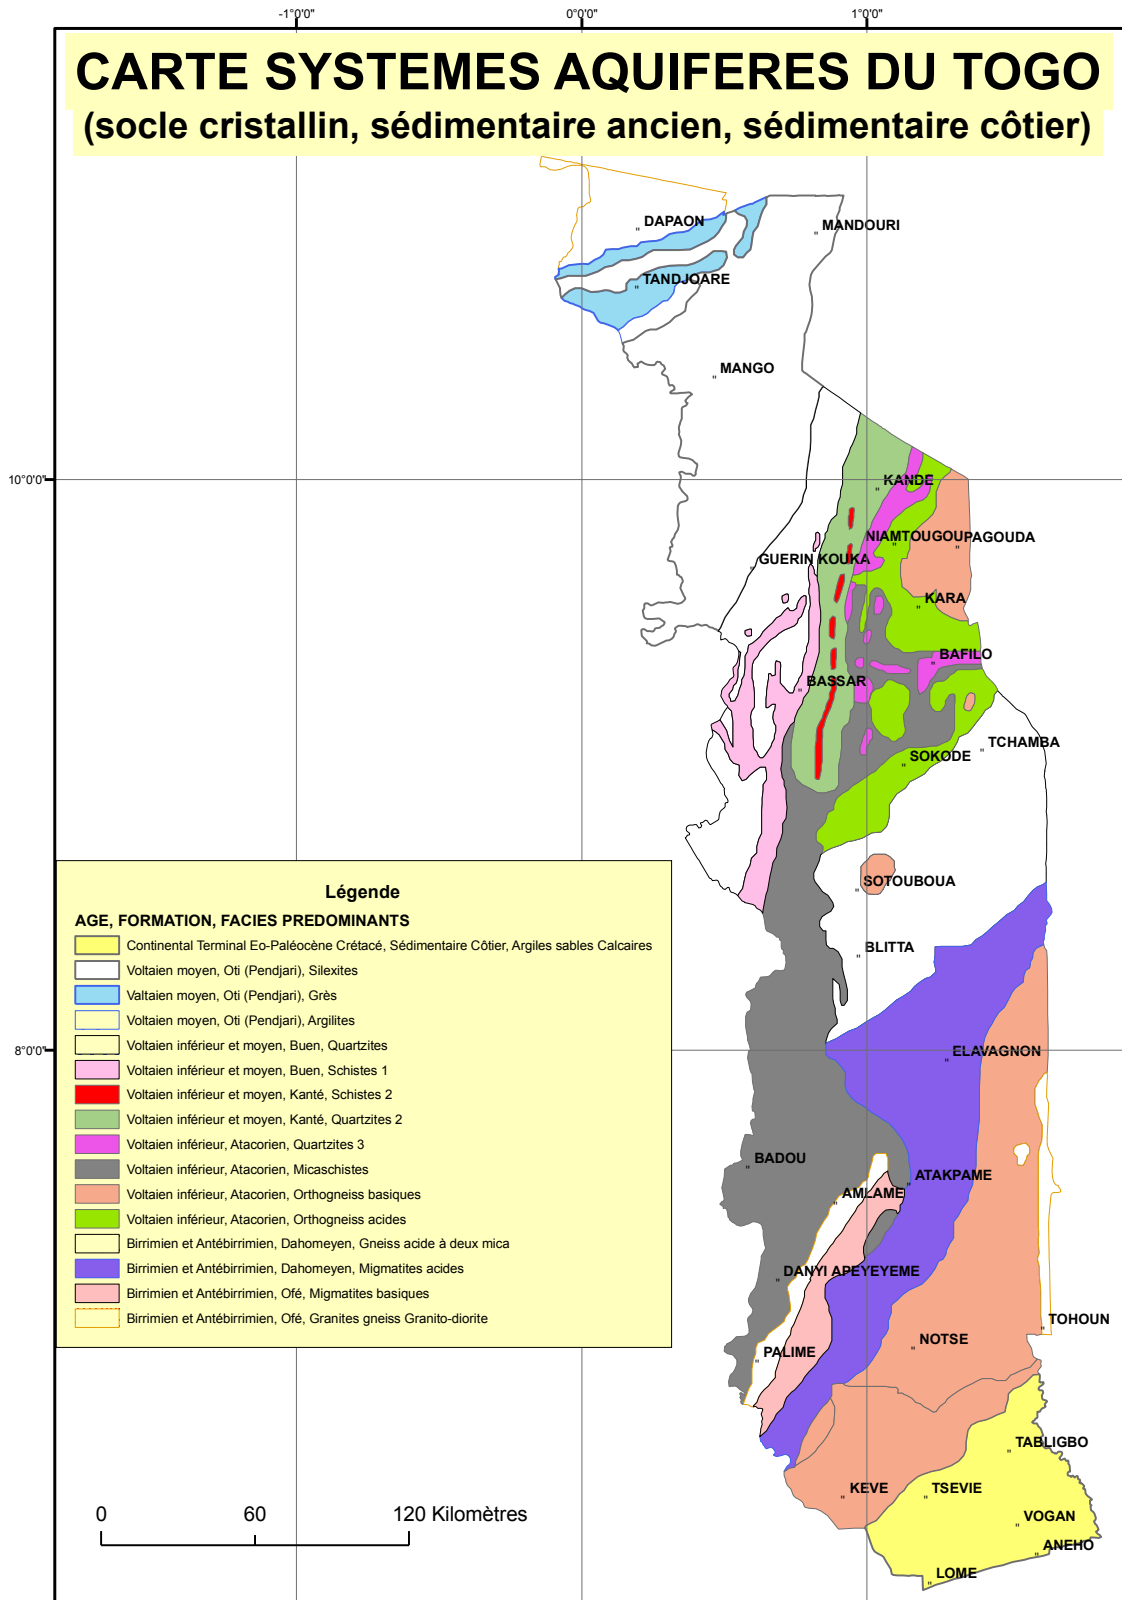 -1°0'0"
0°0'0"
1°0'0"
CARTE SYSTEMES AQUIFERES DU TOGO
(socle cristallin, sédimentaire ancien, sédimentaire côtier)
DAPAON
MANDOURI
TANDJOARE
MANGO
10°0'0"
KANDE
NIAMTOUGOU
PAGOUDA
GUERIN KOUKA
KARA
BAFILO
BASSAR
TCHAMBA
SOKODE
SOTOUBOUA
BLITTA
8°0'0"
ELAVAGNON
BADOU
ATAKPAME
AMLAME
DANYI APEYEYEME
TOHOUN
NOTSE
PALIME
TABLIGBO
KEVE
TSEVIE
VOGAN
ANEHO
LOME
Légende
AGE, FORMATION, FACIES PREDOMINANTS
Continental Terminal Eo-Paléocène Crétacé, Sédimentaire Côtier, Argiles sables Calcaires
Voltaien moyen, Oti (Pendjari), Silexites
Valtaien moyen, Oti (Pendjari), Grès
Voltaien moyen, Oti (Pendjari), Argilites
Voltaien inférieur et moyen, Buen, Quartzites
Voltaien inférieur et moyen, Buen, Schistes 1
Voltaien inférieur et moyen, Kanté, Schistes 2
Voltaien inférieur et moyen, Kanté, Quartzites 2
Voltaien inférieur, Atacorien, Quartzites 3
Voltaien inférieur, Atacorien, Micaschistes
Voltaien inférieur, Atacorien, Orthogneiss basiques
Voltaien inférieur, Atacorien, Orthogneiss acides
Birrimien et Antébirrimien, Dahomeyen, Gneiss acide à deux mica
Birrimien et Antébirrimien, Dahomeyen, Migmatites acides
Birrimien et Antébirrimien, Ofé, Migmatites basiques
Birrimien et Antébirrimien, Ofé, Granites gneiss Granito-diorite
0 60 120 Kilomètres